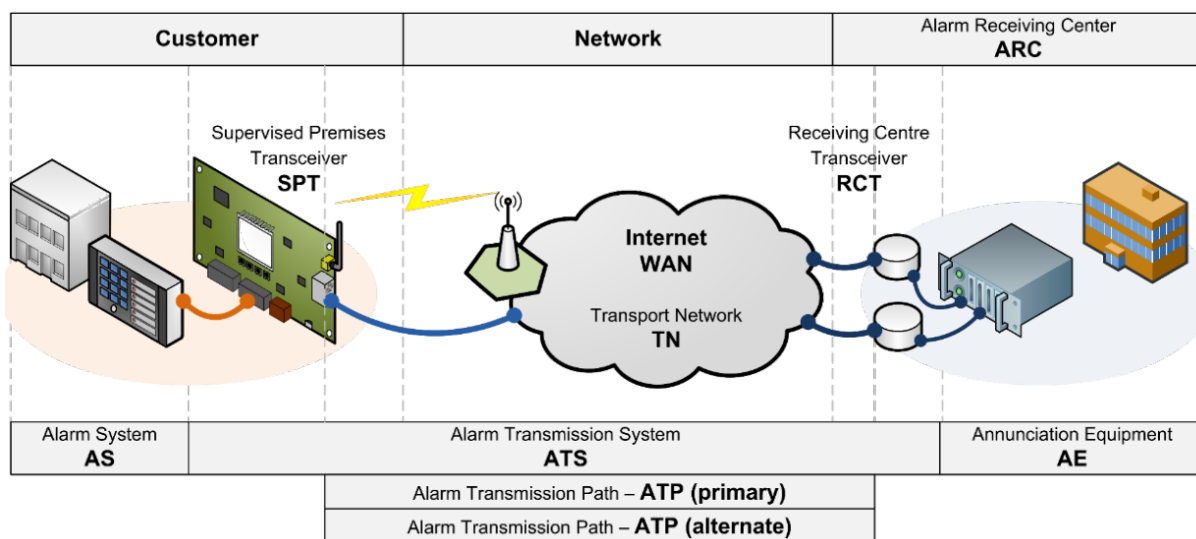 Customer
Network
Alarm Receiving Center
ARC
Supervised Premises
Transceiver
SPT
Receiving Centre
Transceiver
RCT
Internet
WAN
Transport Network
TN
Alarm System
AS
Alarm Transmission System
ATS
Annunciation Equipment
AE
Alarm Transmission Path – ATP (primary)
Alarm Transmission Path – ATP (alternate)